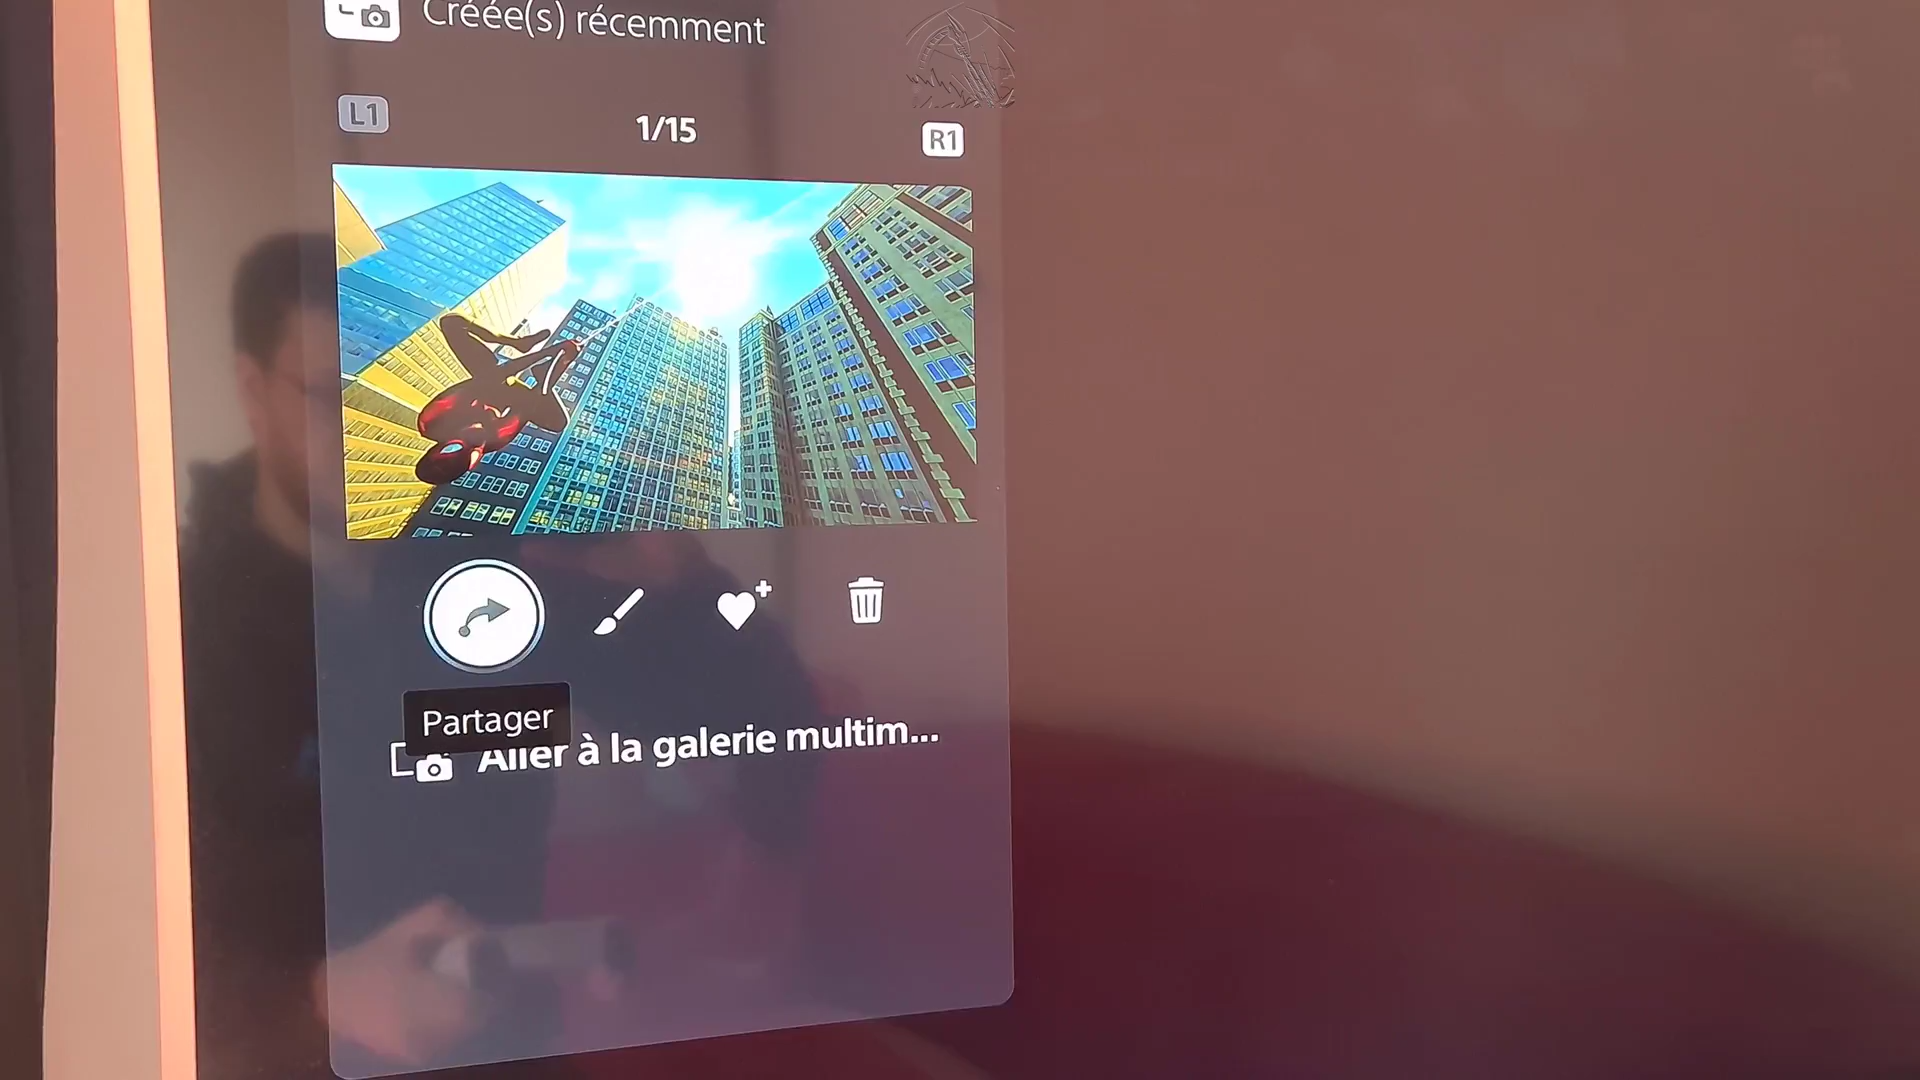 Créée(s) récemment
L1
1/15
R1
Partager
Aller à la galerie multim...